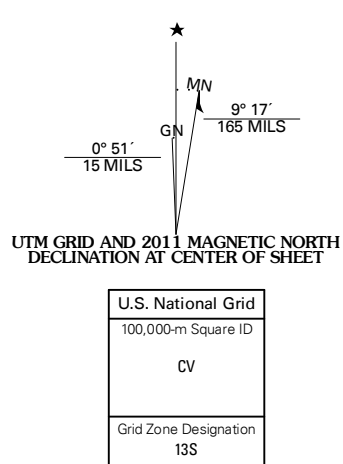 ★
MN
GN
9° 17´
165 MILS
0° 51´
15 MILS
UTM GRID AND 2011 MAGNETIC NORTH
DECLINATION AT CENTER OF SHEET
U.S. National Grid
100,000-m Square ID
CV
Grid Zone Designation
13S